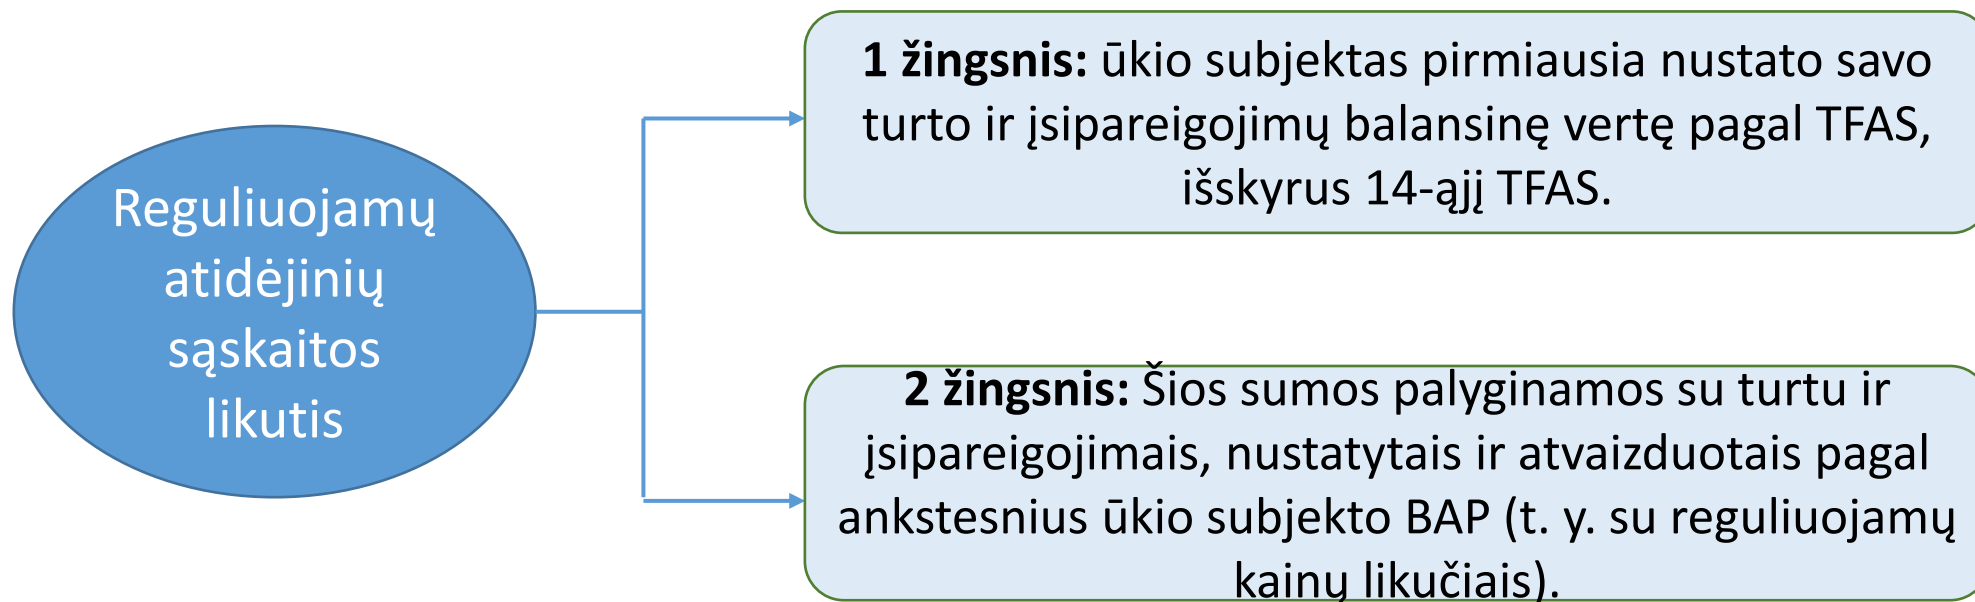 Reguliuojamų
atidėjinių
sąskaitos
likutis
1 žingsnis: ūkio subjektas pirmiausia nustato savo
turto ir įsipareigojimų balansinę vertę pagal TFAS,
išskyrus 14-ąjį TFAS.
2 žingsnis: Šios sumos palyginamos su turtu ir
įsipareigojimais, nustatytais ir atvaizduotais pagal
ankstesnius ūkio subjekto BAP (t. y. su reguliuojamų
kainų likučiais).